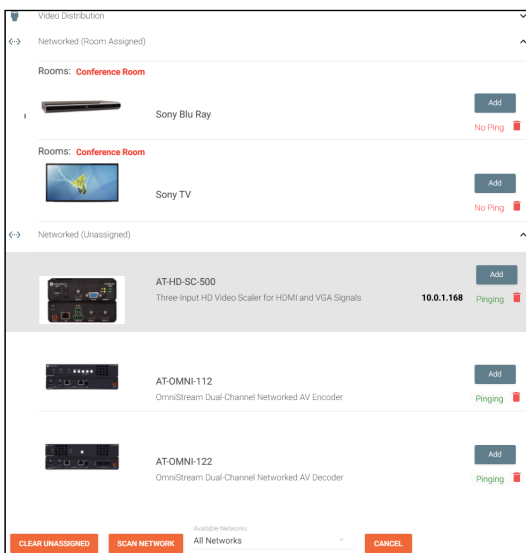 Video Distribution
Networked (Room Assigned)
Rooms: Conference Room
Sony Blu Ray
Add
No Ping
Rooms: Conference Room
Sony TV
Add
No Ping
Networked (Unassigned)
AT-HD-SC-500
Three-Input HD Video Scaler for HDMI and VGA Signals
10.0.1.168
Add
Pinging
AT-OMNI-112
OmniStream Dual-Channel Networked AV Encoder
Add
Pinging
AT-OMNI-122
OmniStream Dual-Channel Networked AV Decoder
Add
Pinging
Available Networks
CLEAR UNASSIGNED SCAN NETWORK All Networks CANCEL